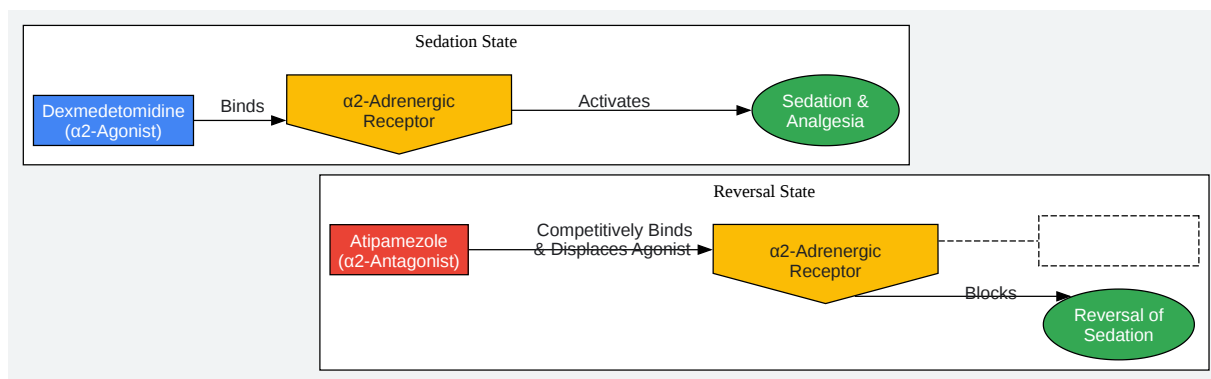 Sedation State
Dexmedetomidine
(α2-Agonist)
Binds
α2-Adrenergic
Receptor
Activates
Sedation &
Analgesia
Reversal State
Atipamezole
(α2-Antagonist)
Competitively Binds
& Displaces Agonist
α2-Adrenergic
Receptor
Blocks
Reversal of
Sedation